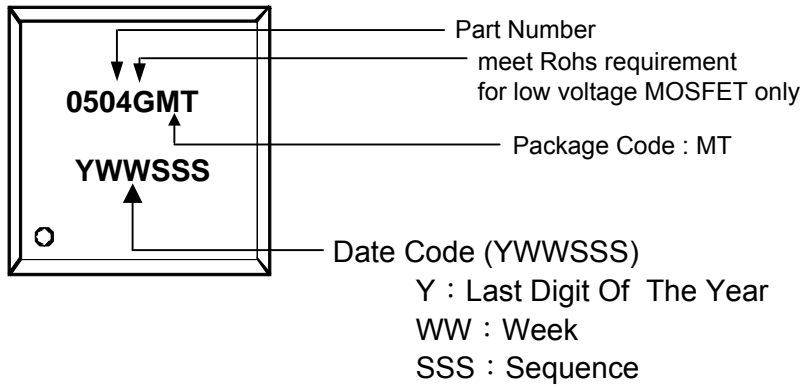 Part Number
meet Rohs requirement
for low voltage MOSFET only
0504GMT
Package Code : MT
YWWSSS
Date Code (YWWSSS)
Y：Last Digit Of The Year
WW：Week
SSS：Sequence